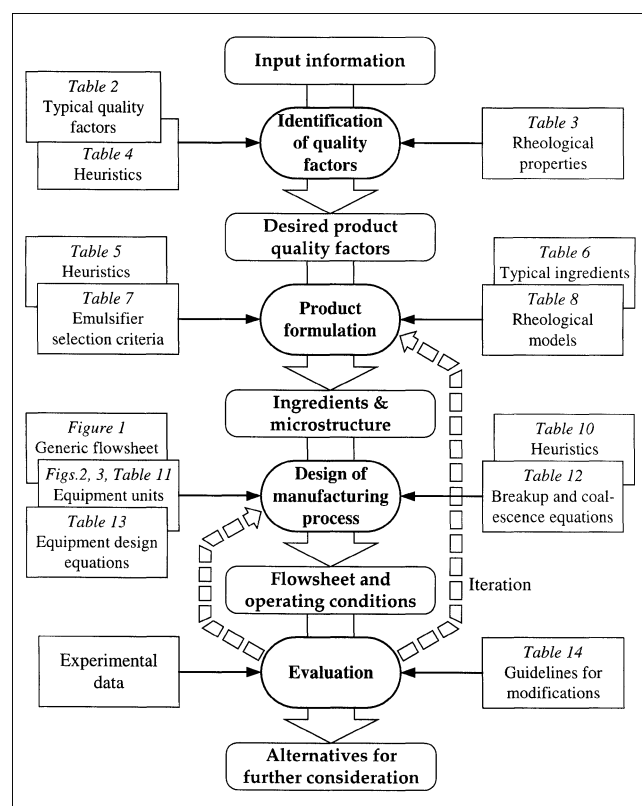 Input information
Table 2
Typical quality
factors
Table 4
Heuristics
Identification
of quality
factors
Table 3
Rheological
properties
Desired product
quality factors
Table 5
Heuristics
Table 7
Emulsifier
selection criteria
Product
formulation
Table 6
Typical ingredients
Table 8
Rheological
models
Ingredients &
microstructure
Figure 1
Generic flowsheet
Figs.2, 3, Table 11
Equipment units
Table 13
Equipment design
equations
Design of
manufacturing
process
Table 10
Heuristics
Table 12
Breakup and coal-
escence equations
Flowsheet and
operating conditions
Iteration
Experimental
data
Evaluation
Table 14
Guidelines for
modifications
Alternatives for
further consideration